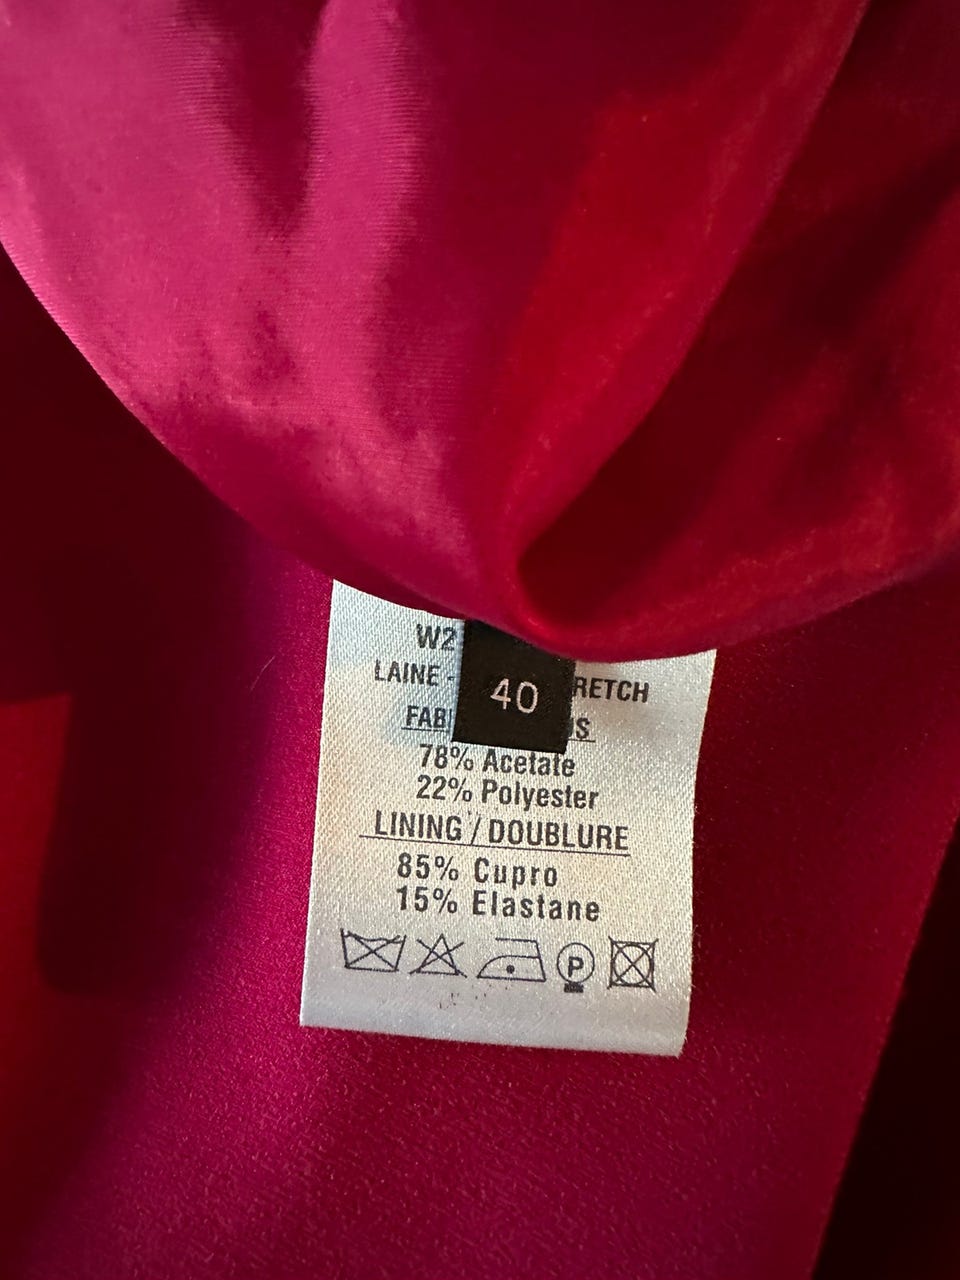 W2
LAINE - RETCH
40
FAB US
78% Acetate
22% Polyester
LINING / DOUBLURE
85% Cupro
15% Elastane
P